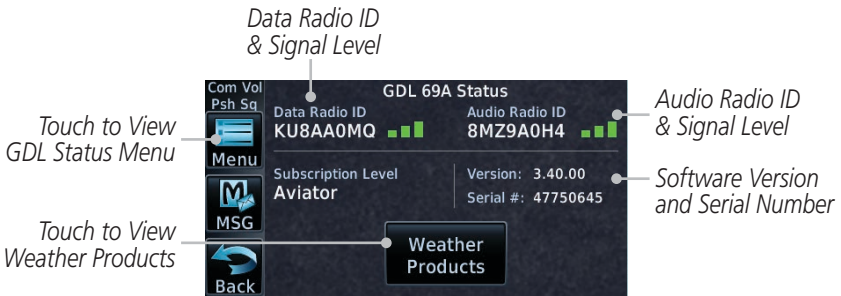 Data Radio ID
& Signal Level
Com Vol
Psh Sq
GDL 69A Status
Data Radio ID
KU8AA0MQ
Audio Radio ID
8MZ9A0H4
Audio Radio ID
& Signal Level
Touch to View
GDL Status Menu
Menu
Subscription Level
Aviator
Version: 3.40.00
Serial #: 47750645
Software Version
and Serial Number
MSG
Touch to View
Weather Products
Weather
Products
Back